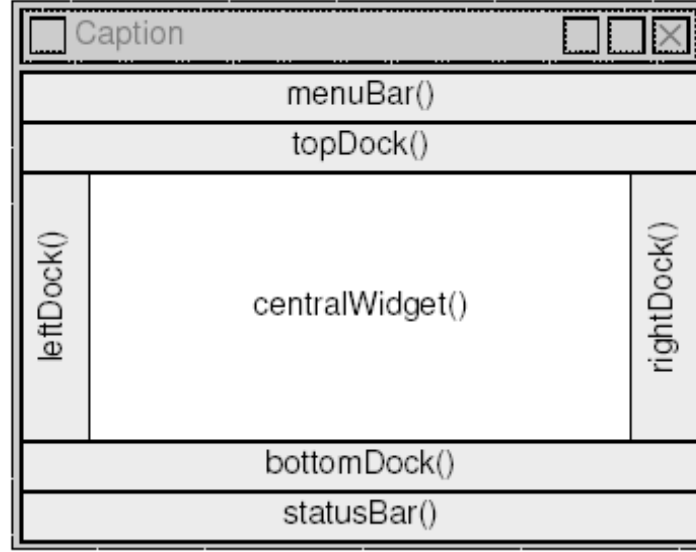 Caption
menuBar()
topDock()
leftDock()
centralWidget()
rightDock()
bottomDock()
statusBar()